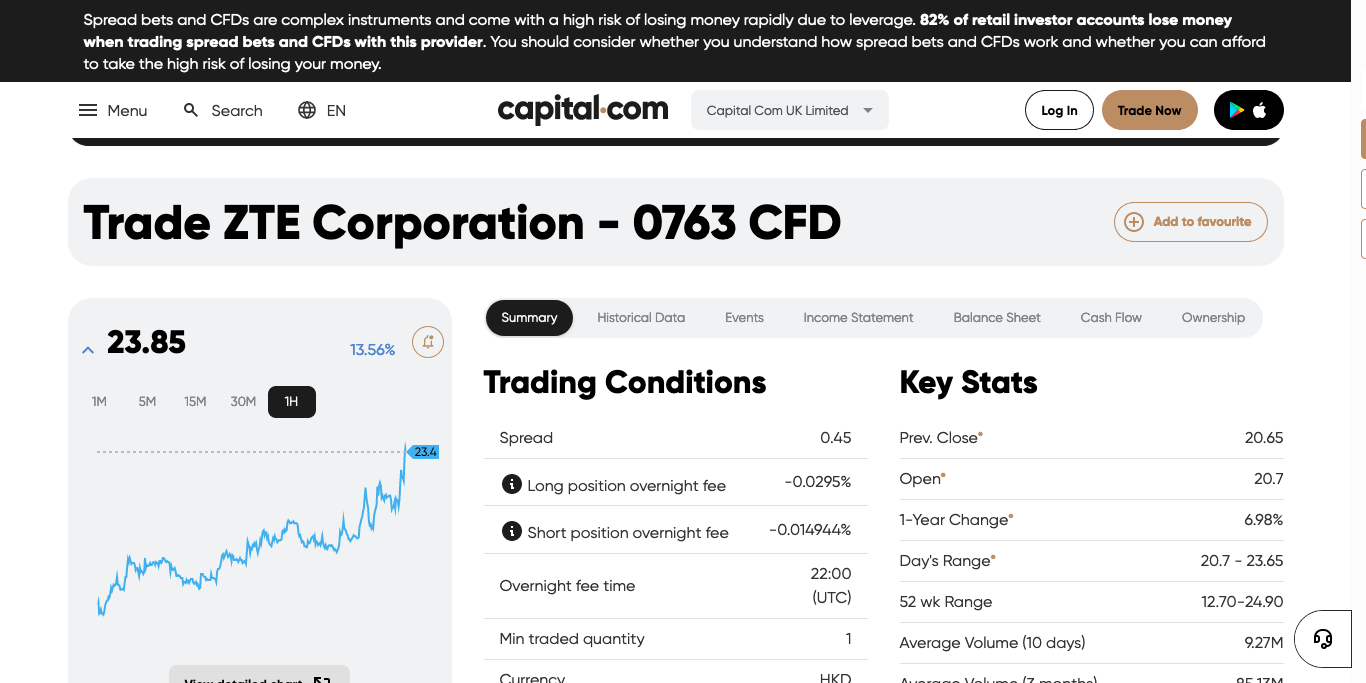 Spread bets and CFDs are complex instruments and come with a high risk of losing money rapidly due to leverage. 82% of retail investor accounts lose money
when trading spread bets and CFDs with this provider. You should consider whether you understand how spread bets and CFDs work and whether you can afford
to take the high risk of losing your money.
Menu
Search
EN
capital.com
Capital Com UK Limited
Log In
Trade Now
Trade ZTE Corporation - 0763 CFD
Add to favourite
23.85
13.56%
1M
5M
15M
30M
1H
23.4
View detailed chart
Summary
Historical Data
Events
Income Statement
Balance Sheet
Cash Flow
Ownership
Trading Conditions
Spread
0.45
Long position overnight fee
-0.0295%
Short position overnight fee
-0.014944%
Overnight fee time
22:00
(UTC)
Min traded quantity
1
Currency
HKD
Key Stats
Prev. Close*
20.65
Open*
20.7
1-Year Change*
6.98%
Day's Range*
20.7 - 23.65
52 wk Range
12.70-24.90
Average Volume (10 days)
9.27M
Average Volume (3 months)
85.13M